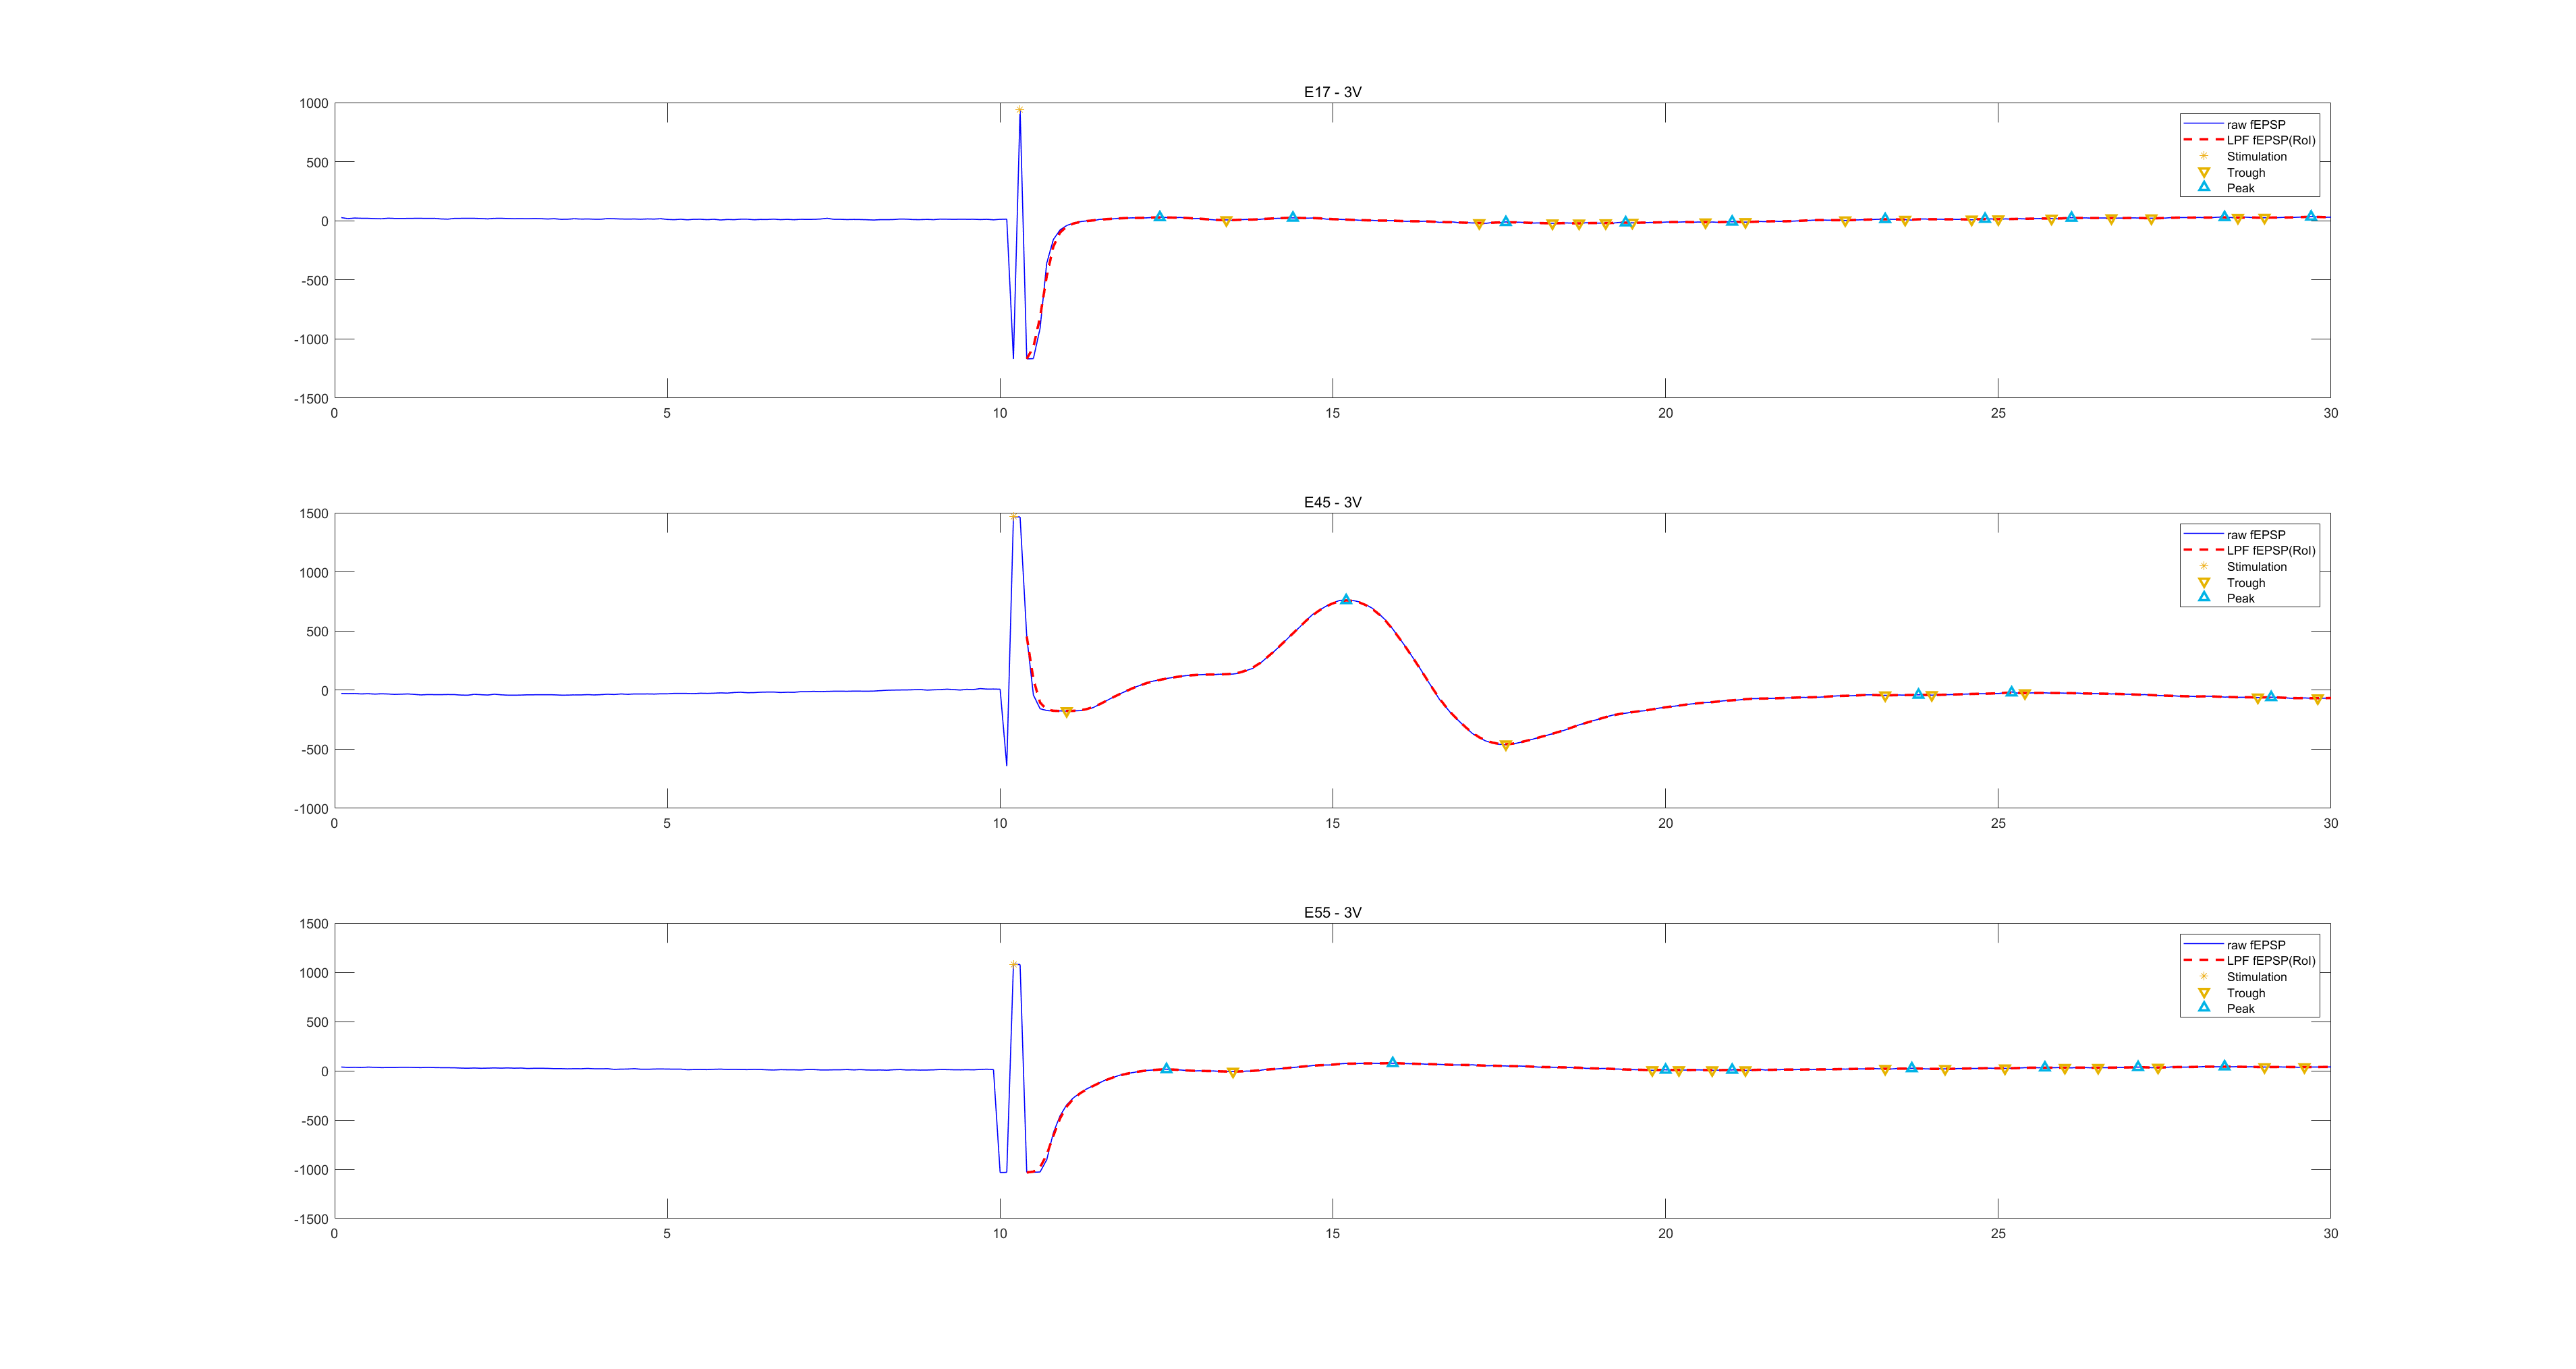 E17 - 3V
1000
500
0
-500
-1000
-1500
0 5 10 15 20 25 30
raw fEPSP
LPF fEPSP(RoI)
Stimulation
Trough
Peak
E45 - 3V
1500
1000
500
0
-500
-1000
0 5 10 15 20 25 30
raw fEPSP
LPF fEPSP(RoI)
Stimulation
Trough
Peak
E55 - 3V
1500
1000
500
0
-500
-1000
-1500
0 5 10 15 20 25 30
raw fEPSP
LPF fEPSP(RoI)
Stimulation
Trough
Peak